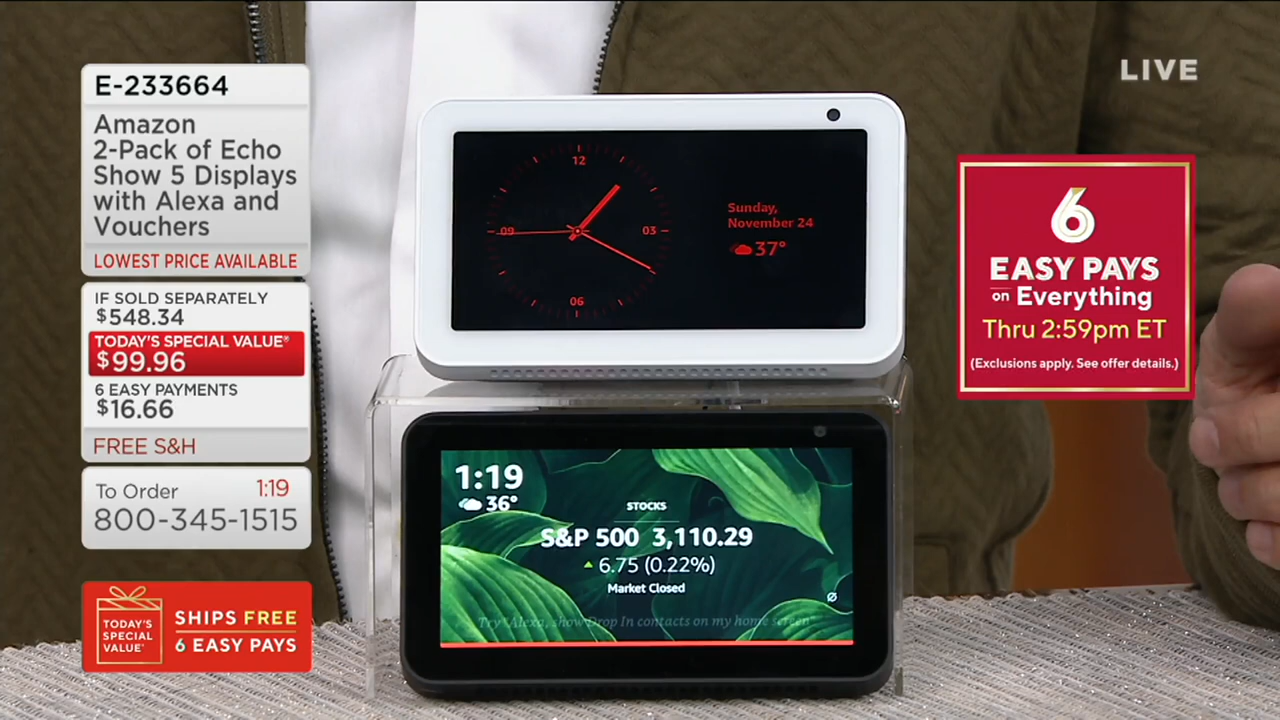 E-233664
Amazon
2-Pack of Echo
Show 5 Displays
with Alexa and
Vouchers
LOWEST PRICE AVAILABLE
IF SOLD SEPARATELY
$548.34
TODAY'S SPECIAL VALUE®
$99.96
6 EASY PAYMENTS
$16.66
FREE S&H
To Order 1:19
800-345-1515
TODAY'S
SPECIAL
VALUE®
SHIPS FREE
6 EASY PAYS
12
09
03
06
Sunday,
November 24
37°
1:19
36°
STOCKS
S&P 500 3,110.29
6.75 (0.22%)
Market Closed
Try "Alexa, show Drop In contacts on my home screen"
LIVE
6
EASY PAYS
on Everything
Thru 2:59pm ET
(Exclusions apply. See offer details.)